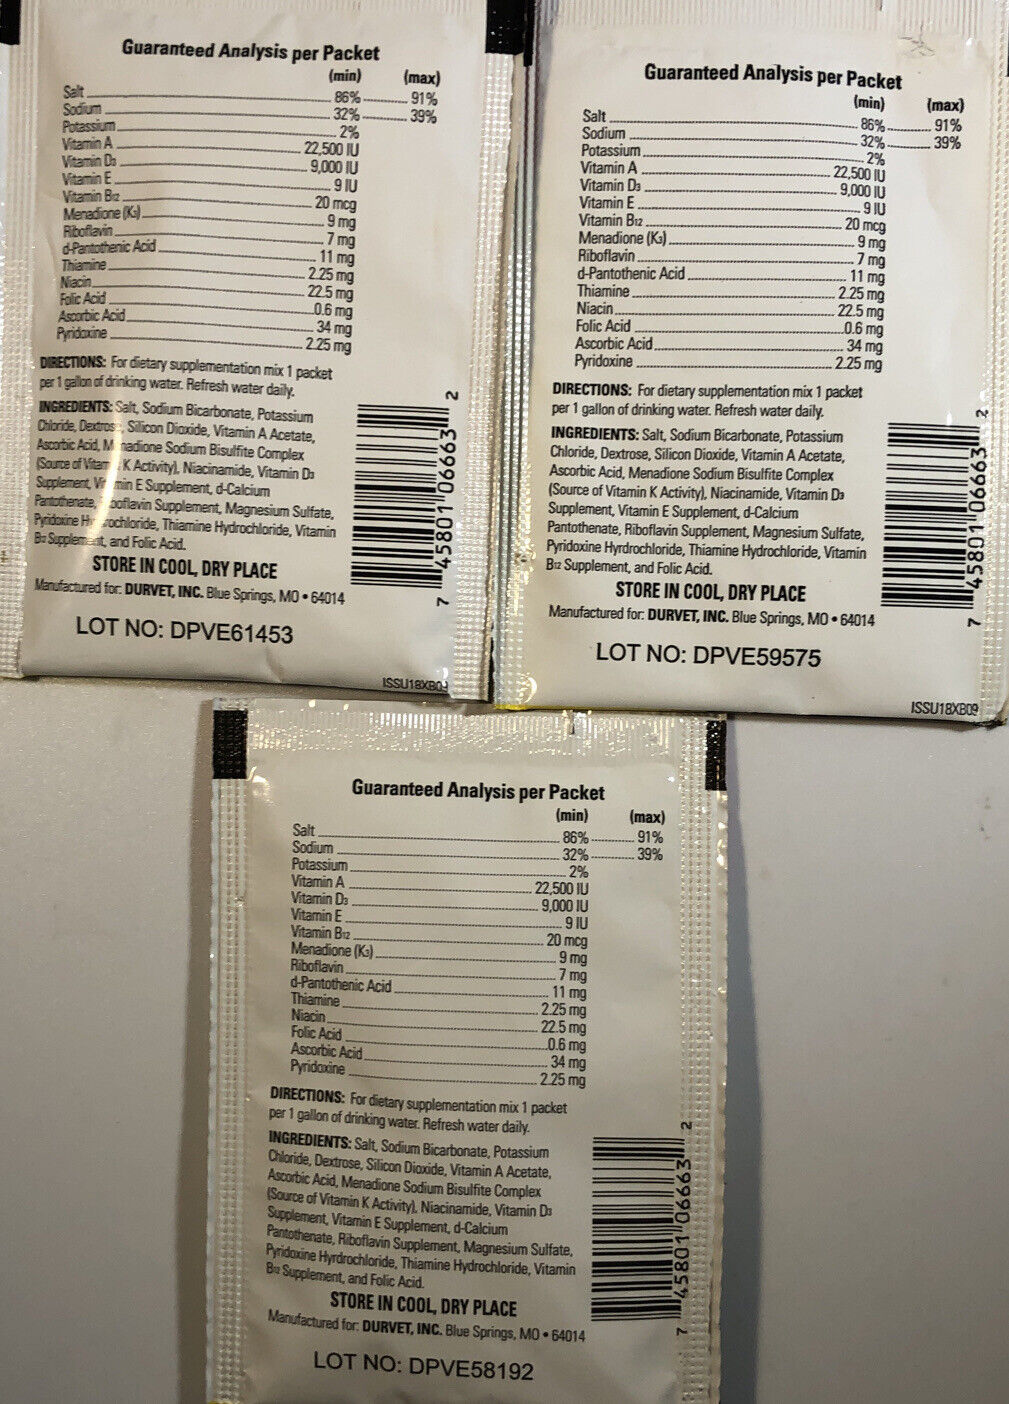 Guaranteed Analysis per Packet
(min) (max)
Salt 86% 91%
Sodium 32% 39%
Potassium 2%
Vitamin A 22,500 IU
Vitamin D3 9,000 IU
Vitamin E 9 IU
Vitamin B12 20 mcg
Menadione (K3) 9 mg
Riboflavin 7 mg
d-Pantothenic Acid 11 mg
Thiamine 2.25 mg
Niacin 22.5 mg
Folic Acid 0.6 mg
Ascorbic Acid 34 mg
Pyridoxine 2.25 mg
DIRECTIONS: For dietary supplementation mix 1 packet
per 1 gallon of drinking water. Refresh water daily.
INGREDIENTS: Salt, Sodium Bicarbonate, Potassium
Chloride, Dextros Silicon Dioxide, Vitamin A Acetate,
Ascorbic Acid, M nadione Sodium Bisulfite Complex
(Source of Vitam K Activity), Niacinamide, Vitamin D3
Supplement, Vi min E Supplement, d-Calcium
Pantothenate, boflavin Supplement, Magnesium Sulfate,
Pyridoxine Hy rochloride, Thiamine Hydrochloride, Vitamin
B12 Supplement, and Folic Acid.
STORE IN COOL, DRY PLACE
Manufactured for: DURVET, INC. Blue Springs, MO • 64014
LOT NO: DPVE61453
ISSU18XB09
7 45801 06663 2
Guaranteed Analysis per Packet
(min) (max)
Salt 86% 91%
Sodium 32% 39%
Potassium 2%
Vitamin A 22,500 IU
Vitamin D3 9,000 IU
Vitamin E 9 IU
Vitamin B12 20 mcg
Menadione (K3) 9 mg
Riboflavin 7 mg
d-Pantothenic Acid 11 mg
Thiamine 2.25 mg
Niacin 22.5 mg
Folic Acid 0.6 mg
Ascorbic Acid 34 mg
Pyridoxine 2.25 mg
DIRECTIONS: For dietary supplementation mix 1 packet
per 1 gallon of drinking water. Refresh water daily.
INGREDIENTS: Salt, Sodium Bicarbonate, Potassium
Chloride, Dextrose, Silicon Dioxide, Vitamin A Acetate,
Ascorbic Acid, Menadione Sodium Bisulfite Complex
(Source of Vitamin K Activity), Niacinamide, Vitamin D3
Supplement, Vitamin E Supplement, d-Calcium
Pantothenate, Riboflavin Supplement, Magnesium Sulfate,
Pyridoxine Hyrdrochloride, Thiamine Hydrochloride, Vitamin
B12 Supplement, and Folic Acid.
STORE IN COOL, DRY PLACE
Manufactured for: DURVET, INC. Blue Springs, MO • 64014
LOT NO: DPVE59575
ISSU18XB09
7 45801 06663 2
Guaranteed Analysis per Packet
(min) (max)
Salt 86% 91%
Sodium 32% 39%
Potassium 2%
Vitamin A 22,500 IU
Vitamin D3 9,000 IU
Vitamin E 9 IU
Vitamin B12 20 mcg
Menadione (K3) 9 mg
Riboflavin 7 mg
d-Pantothenic Acid 11 mg
Thiamine 2.25 mg
Niacin 22.5 mg
Folic Acid 0.6 mg
Ascorbic Acid 34 mg
Pyridoxine 2.25 mg
DIRECTIONS: For dietary supplementation mix 1 packet
per 1 gallon of drinking water. Refresh water daily.
INGREDIENTS: Salt, Sodium Bicarbonate, Potassium
Chloride, Dextrose, Silicon Dioxide, Vitamin A Acetate,
Ascorbic Acid, Menadione Sodium Bisulfite Complex
(Source of Vitamin K Activity), Niacinamide, Vitamin D3
Supplement, Vitamin E Supplement, d-Calcium
Pantothenate, Riboflavin Supplement, Magnesium Sulfate,
Pyridoxine Hyrdrochloride, Thiamine Hydrochloride, Vitamin
B12 Supplement, and Folic Acid.
STORE IN COOL, DRY PLACE
Manufactured for: DURVET, INC. Blue Springs, MO • 64014
LOT NO: DPVE58192
7 45801 06663 2